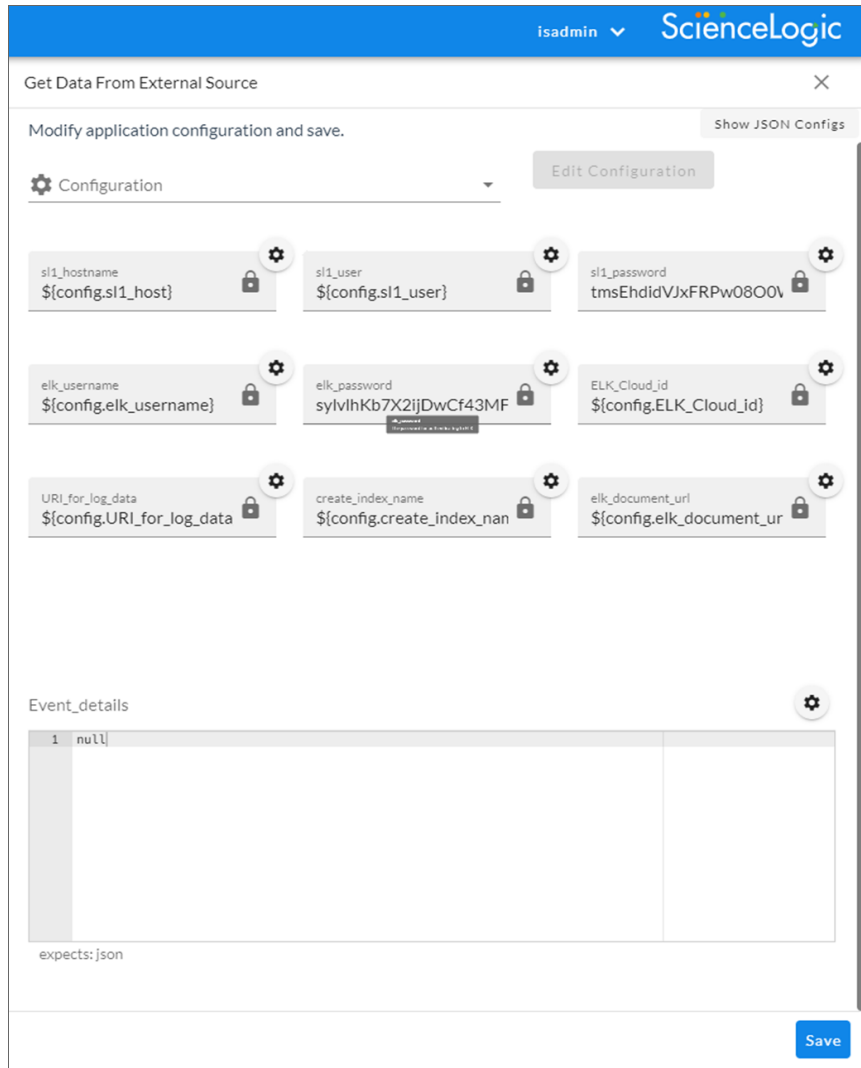 isadmin ScienceLogic
Get Data From External Source
Show JSON Configs
Modify application configuration and save.
Edit Configuration
Configuration
sl1_hostname sl1_user sl1_password
${config.sl1_host} ${config.sl1_user} tmsEhdidVJxFRPw08O0V
elk_username elk_password ELK_Cloud_id
${config.elk_username} sylvlhKb7X2ijDwCf43MF ${config.ELK_Cloud_id}
elk_password
URI_for_log_data create_index_name elk_document_url
${config.URI_for_log_data ${config.create_index_nan ${config.elk_document_ur
Event_details
1 null
expects: json
Save